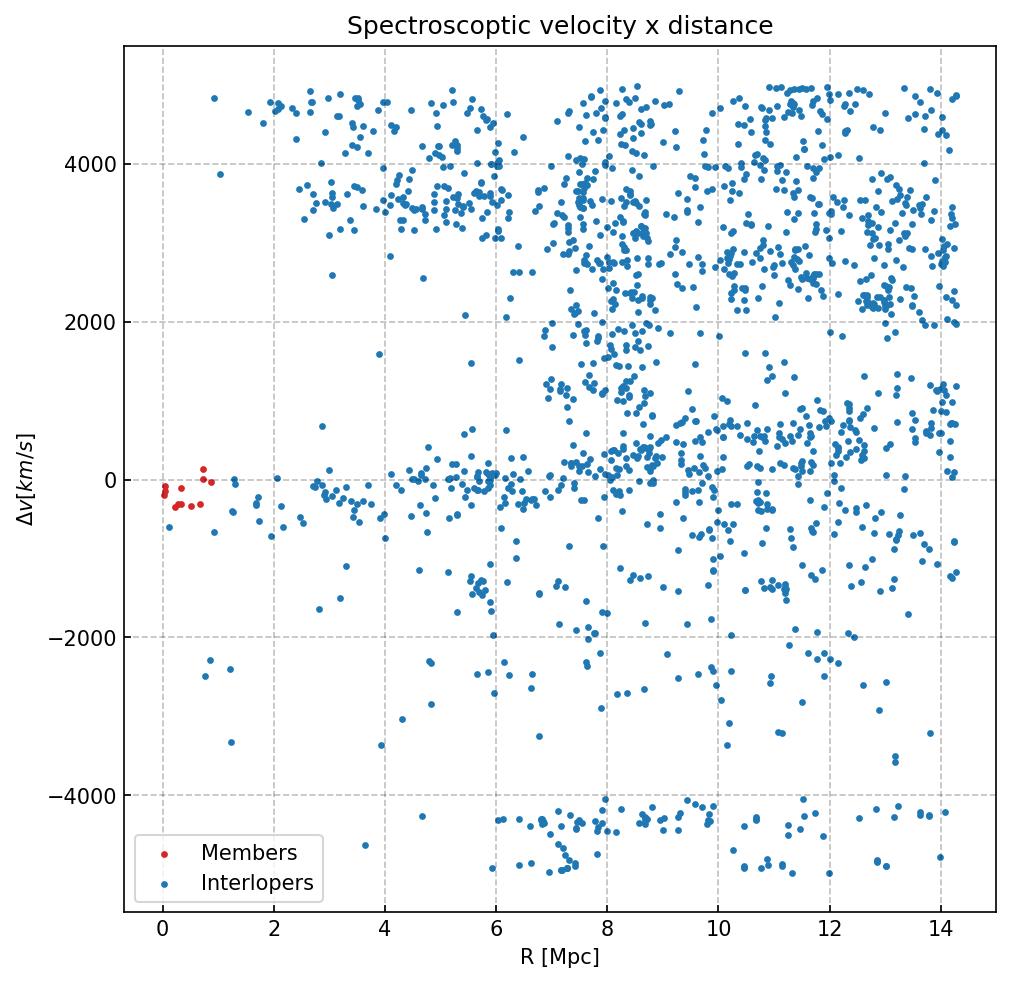 Spectroscoptic velocity x distance
Δv[km/s]
4000
2000
0
−2000
−4000
Members
Interlopers
0 2 4 6 8 10 12 14
R [Mpc]